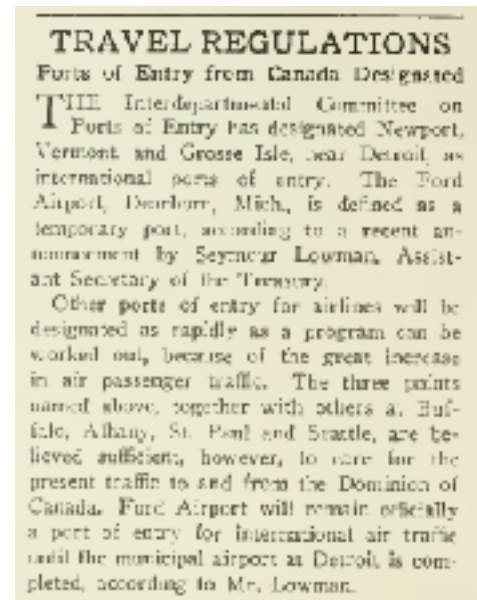 TRAVEL REGULATIONS
Ports of Entry from Canada Designated
THE Interdepartmental Committee on
Ports of Entry has designated Newport,
Vermont and Grosse Isle, near Detroit, as
international ports of entry. The Ford
Airport, Dearborn, Mich., is defined as a
temporary port, according to a recent an-
nouncement by Seymour Lowman, Assist-
ant Secretary of the Treasury.
Other ports of entry for airlines will be
designated as rapidly as a program can be
worked out, because of the great increase
in air passenger traffic. The three points
named above, together with others at Buf-
falo, Albany, St. Paul and Seattle, are be-
lieved sufficient, however, to care for the
present traffic to and from the Dominion of
Canada. Ford Airport will remain officially
a port of entry for international air traffic
until the municipal airport at Detroit is com-
pleted, according to Mr. Lowman.